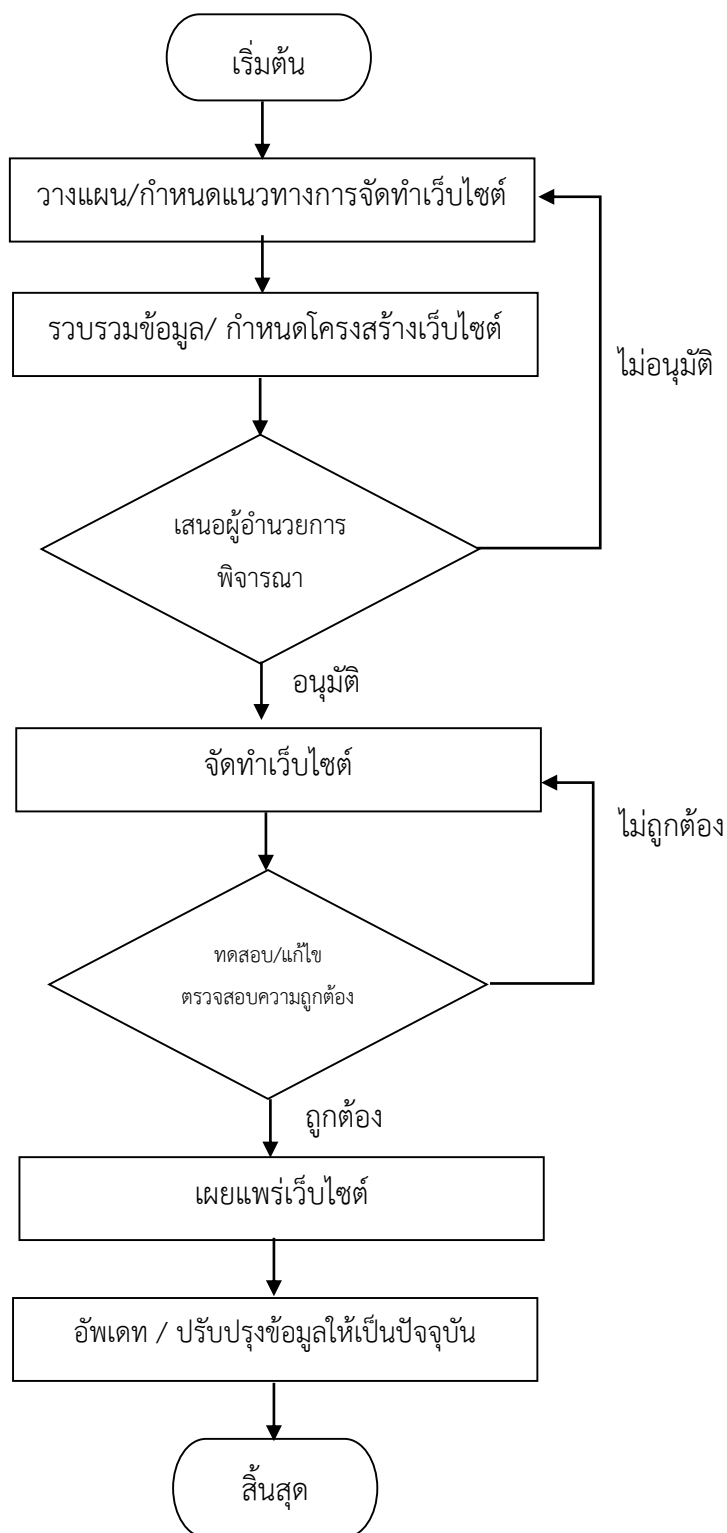 เริ่มต้น
วางแผน/กำหนดแนวทางการจัดทำเว็บไซต์
รวบรวมข้อมูล/ กำหนดโครงสร้างเว็บไซต์
ไม่อนุมัติ
เสนอผู้อำนวยการ
พิจารณา
อนุมัติ
จัดทำเว็บไซต์
ไม่ถูกต้อง
ทดสอบ/แก้ไข
ตรวจสอบความถูกต้อง
ถูกต้อง
เผยแพร่เว็บไซต์
อัพเดท / ปรับปรุงข้อมูลให้เป็นปัจจุบัน
สิ้นสุด